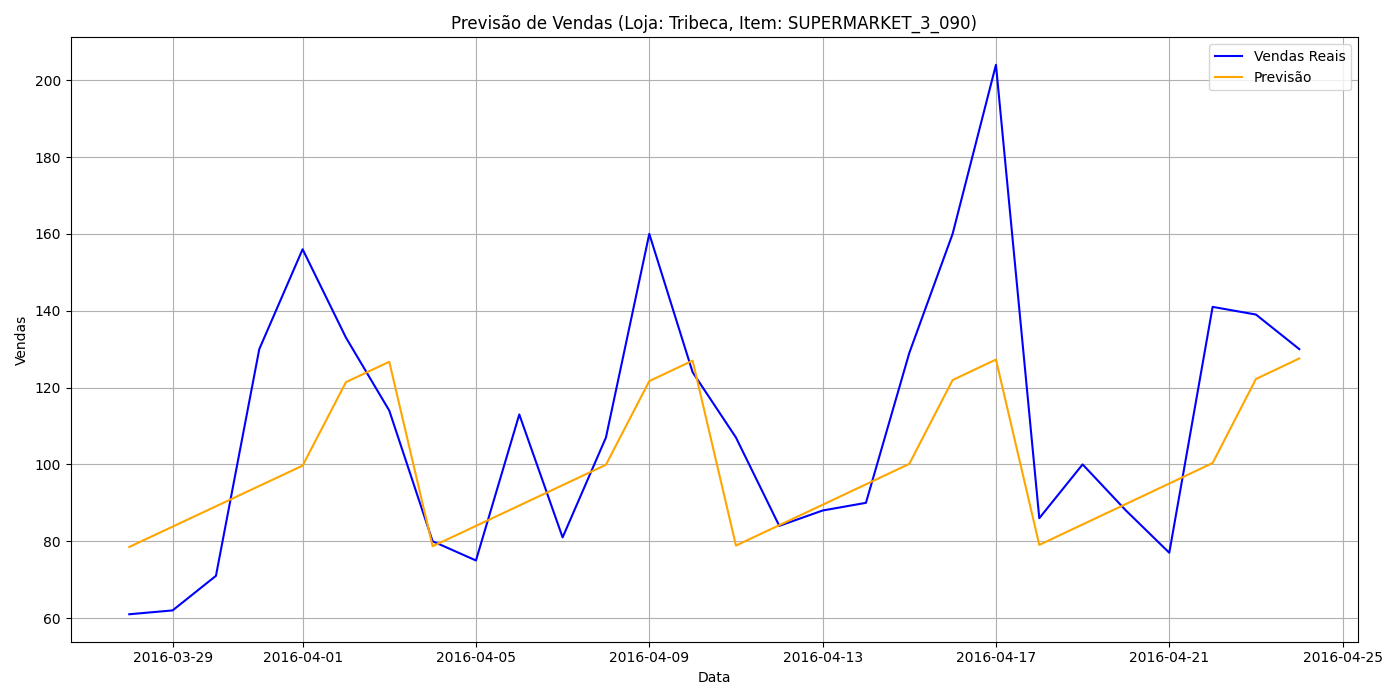 Previsão de Vendas (Loja: Tribeca, Item: SUPERMARKET_3_090)
Vendas Reais
Previsão
Vendas
200
180
160
140
120
100
80
60
2016-03-29 2016-04-01 2016-04-05 2016-04-09 2016-04-13 2016-04-17 2016-04-21 2016-04-25
Data